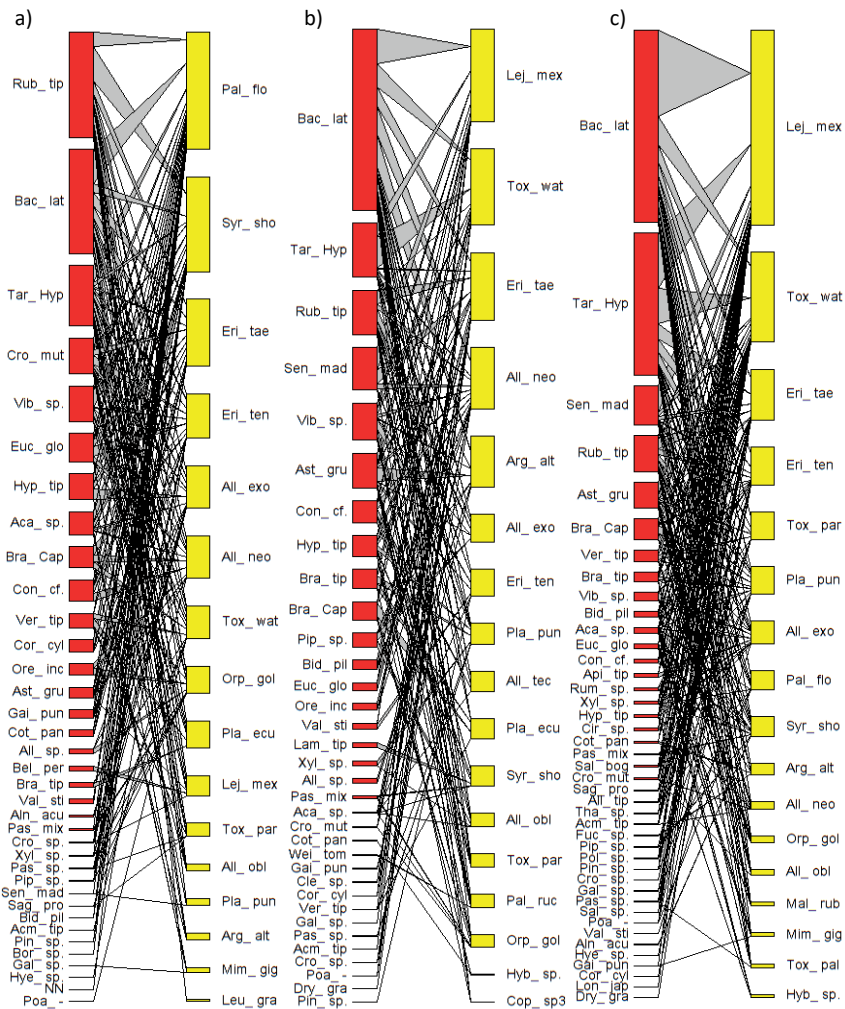 a)
Rub_ tip
Bac_ lat
Tar_ Hyp
Cro_ mut
Vib_ sp.
Euc_ glo
Hyp_ tip
Aca_ sp.
Bra_ Cap
Con_ cf.
Ver_ tip
Cor_ cyl
Ore_ inc
Ast_ gru
Gai_ pun
Cot_ pan
All_ sp.
Bel_ per
Bra_ tip
Val_ sti
Aln_ acu
Pas_ mix
Cro_ sp.
Xyl_ sp.
Pas_ sp.
Pip_ sp.
Sen_ mad
Sag_ pro
Bid_ pil
Acm_ tip
Pin_ sp.
Bor_ sp.
Gal_ sp.
Hye_ sp.
NN
Poa_ -
Pal_ flo
Syr_ sho
Eri_ tae
Eri_ ten
All_ exo
All_ neo
Tox_ wat
Orp_ gol
Pla_ ecu
Lej_ mex
Tox_ par
All_ obl
Pla_ pun
Arg_ alt
Mim_ gig
Leu_ gra
b)
Bac_ lat
Tar_ Hyp
Rub_ tip
Sen_ mad
Vib_ sp.
Ast_ gru
Con_ cf.
Hyp_ tip
Bra_ tip
Bra_ Cap
Pip_ sp.
Bid_ pil
Euc_ glo
Ore_ inc
Val_ sti
Lam_ tip
Xyl_ sp.
All_ sp.
Pas_ mix
Aca_ sp.
Cro_ mut
Cot_ pan
Wei_ tom
Gai_ pun
Cle_ sp.
Cor_ cyl
Ver_ tip
Gal_ sp.
Pas_ sp.
Acm_ tip
Cro_ sp.
Poa_ -
Dry_ gra
Pin_ sp.
Lej_ mex
Tox_ wat
Eri_ tae
All_ neo
Arg_ alt
All_ exo
Eri_ ten
Pla_ pun
All_ tec
Pla_ ecu
Syr_ sho
All_ obl
Tox_ par
Pal_ ruc
Orp_ gol
Hyb_ sp.
Cop_ sp3
c)
Bac_ lat
Tar_ Hyp
Sen_ mad
Rub_ tip
Ast_ gru
Bra_ Cap
Ver_ tip
Bra_ tip
Vib_ sp.
Bid_ pil
Aca_ sp.
Euc_ glo
Con_ cf.
Api_ tip
Rum_ sp.
Xyl_ sp.
Hyp_ tip
Cir_ sp.
Cot_ pan
Pas_ mix
Sal_ bog
Cro_ mut
Sag_ pro
All_ tip
Tha_ sp.
Acm_ tip
Fuc_ sp.
Pip_ sp.
Pol_ sp.
Pin_ sp.
Cro_ sp.
Gal_ sp.
Pas_ sp.
Sal_ sp.
Poa_ -
Val_ sti
Aln_ acu
Hye_ sp.
Gai_ pun
Cor_ cyl
Lon_ jap
Dry_ gra
Lej_ mex
Tox_ wat
Eri_ tae
Eri_ ten
Tox_ par
Pla_ pun
All_ exo
Pal_ flo
Syr_ sho
Arg_ alt
All_ neo
Orp_ gol
All_ obl
Mal_ rub
Mim_ gig
Tox_ pal
Hyb_ sp.